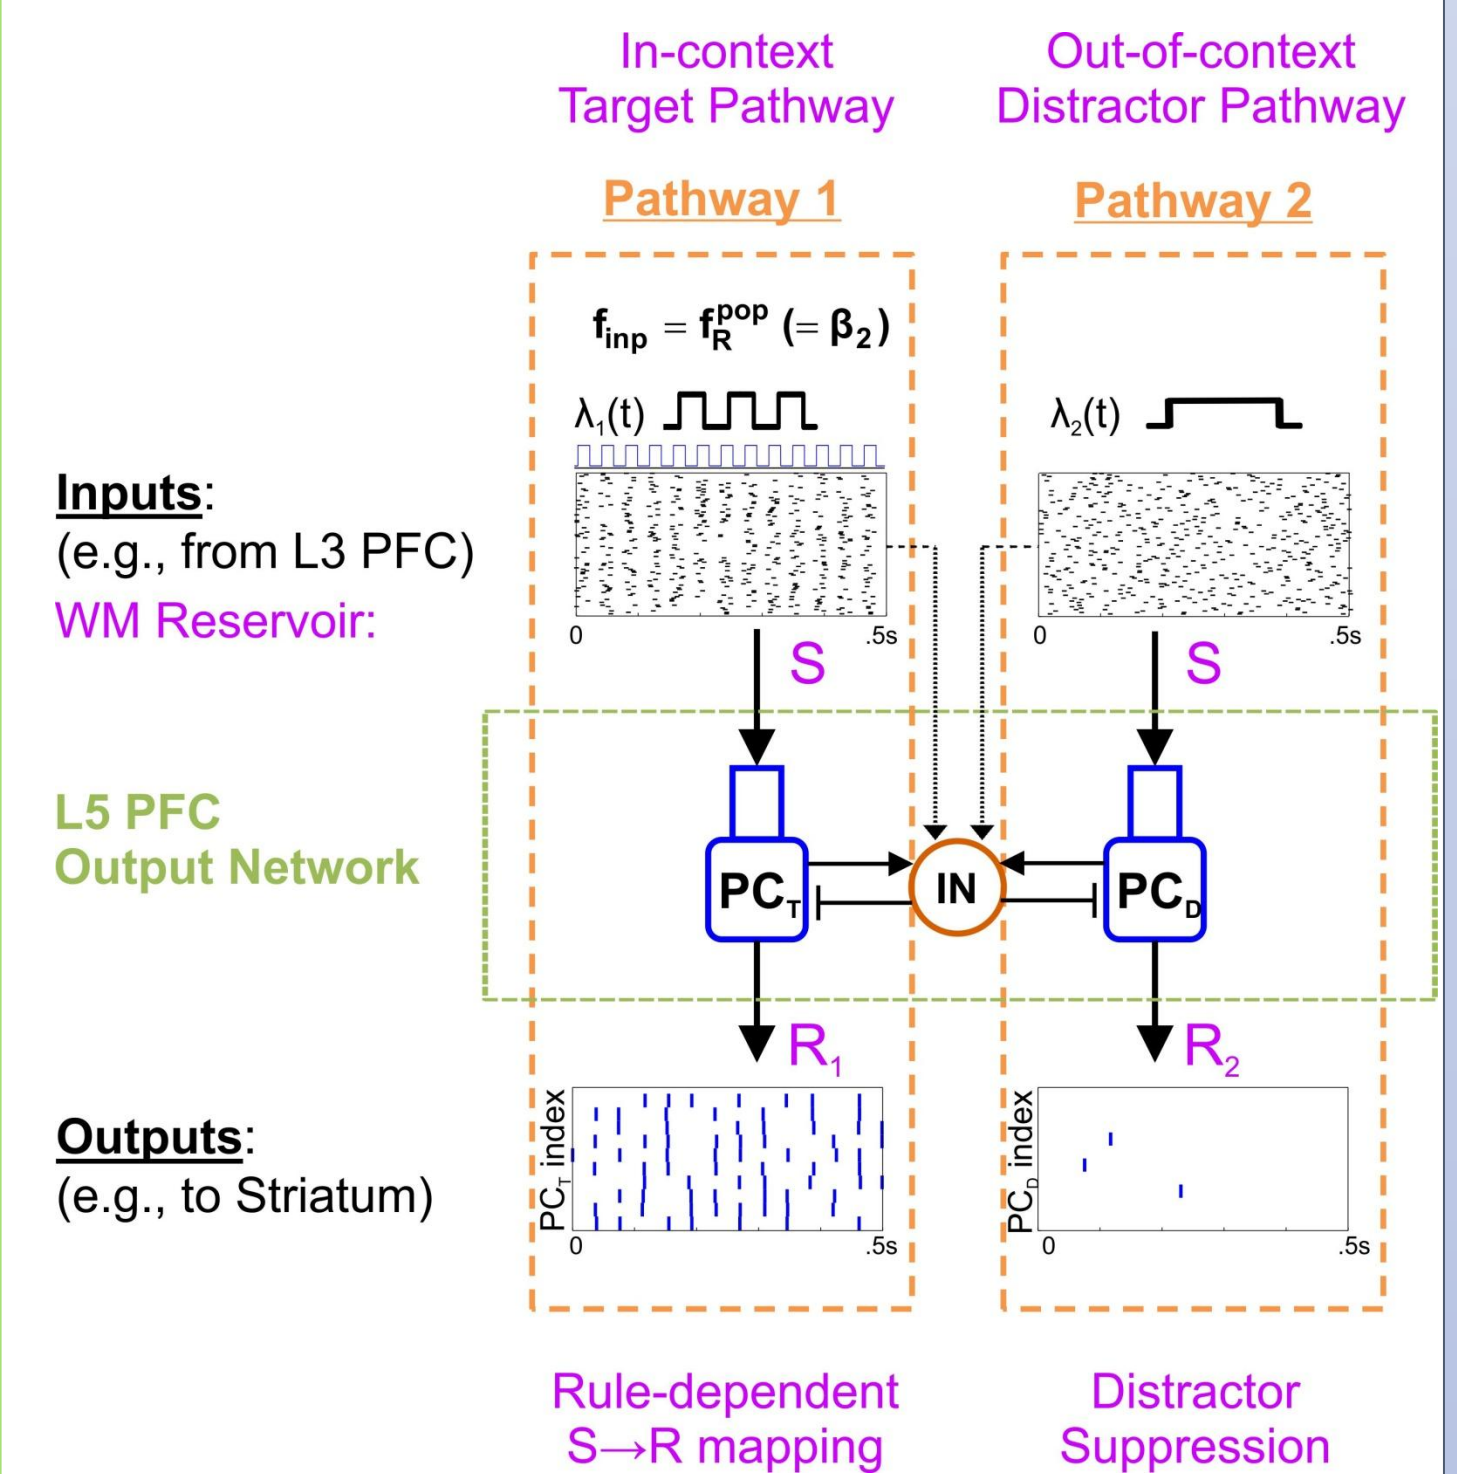 In-context
Target Pathway
Out-of-context
Distractor Pathway
Pathway 1
Pathway 2
f_inp = f_R^pop (= β₂)
λ₁(t)
λ₂(t)
Inputs:
(e.g., from L3 PFC)
WM Reservoir:
0 .5s
0 .5s
S
S
L5 PFC
Output Network
PC_T
IN
PC_D
R₁
R₂
Outputs:
(e.g., to Striatum)
PC_T index
PC_D index
0 .5s
0 .5s
Rule-dependent
S→R mapping
Distractor
Suppression